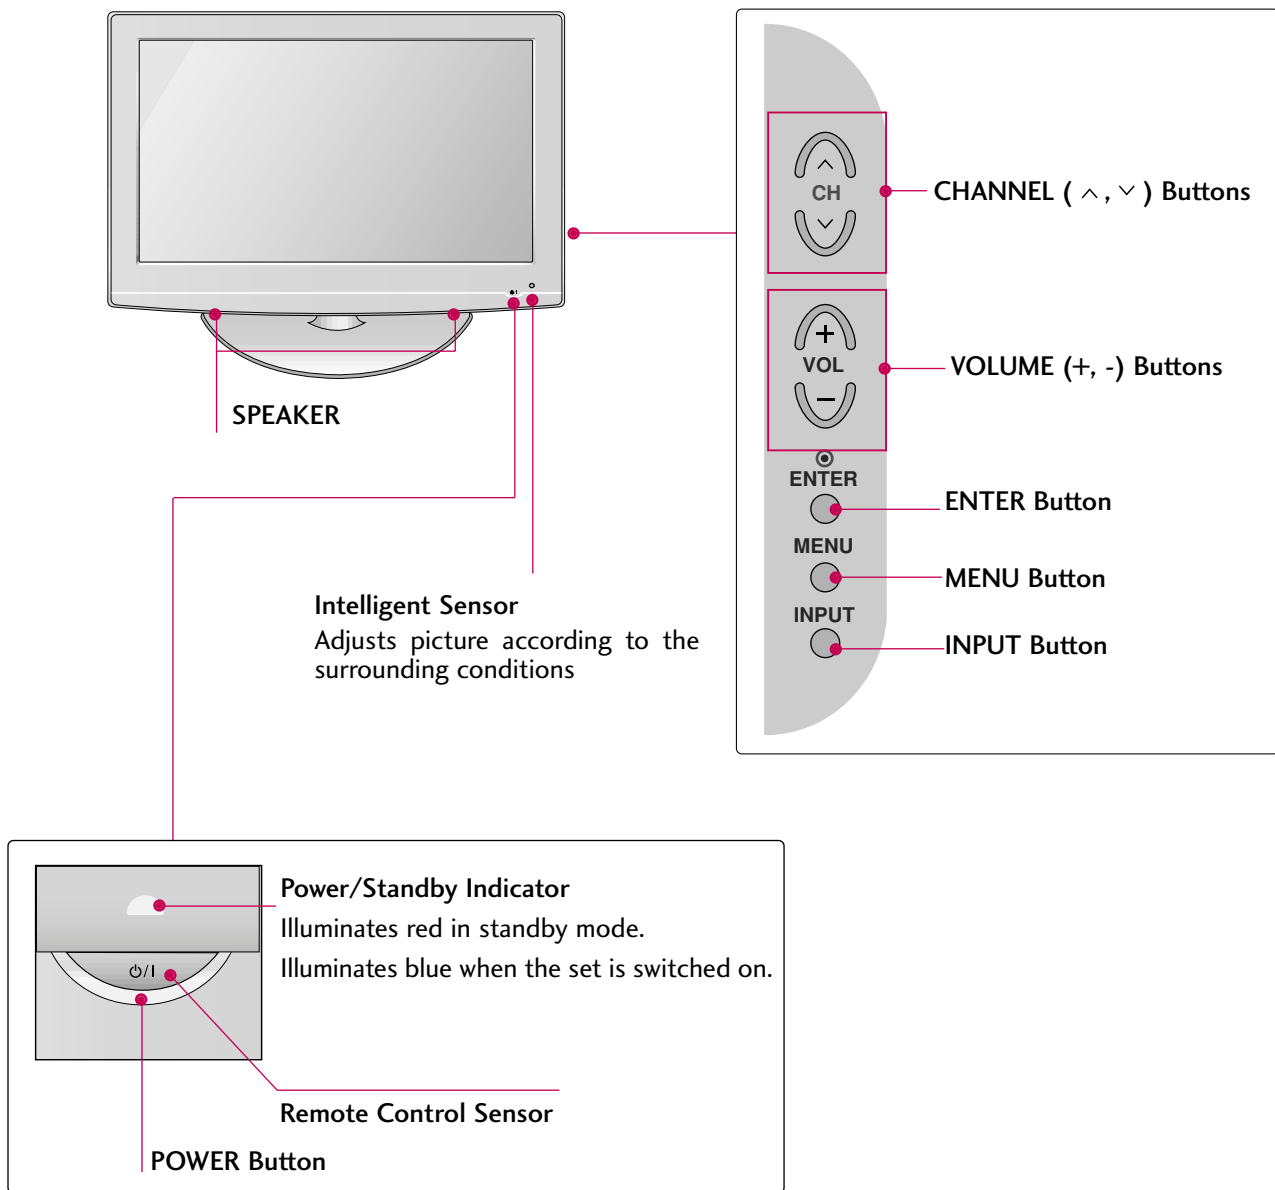 CH
CHANNEL ( ^ , ˅ ) Buttons
+
VOL
-
VOLUME (+, -) Buttons
SPEAKER
ENTER
ENTER Button
MENU
MENU Button
INPUT
INPUT Button
Intelligent Sensor
Adjusts picture according to the
surrounding conditions
Power/Standby Indicator
Illuminates red in standby mode.
Illuminates blue when the set is switched on.
⏻/I
Remote Control Sensor
POWER Button